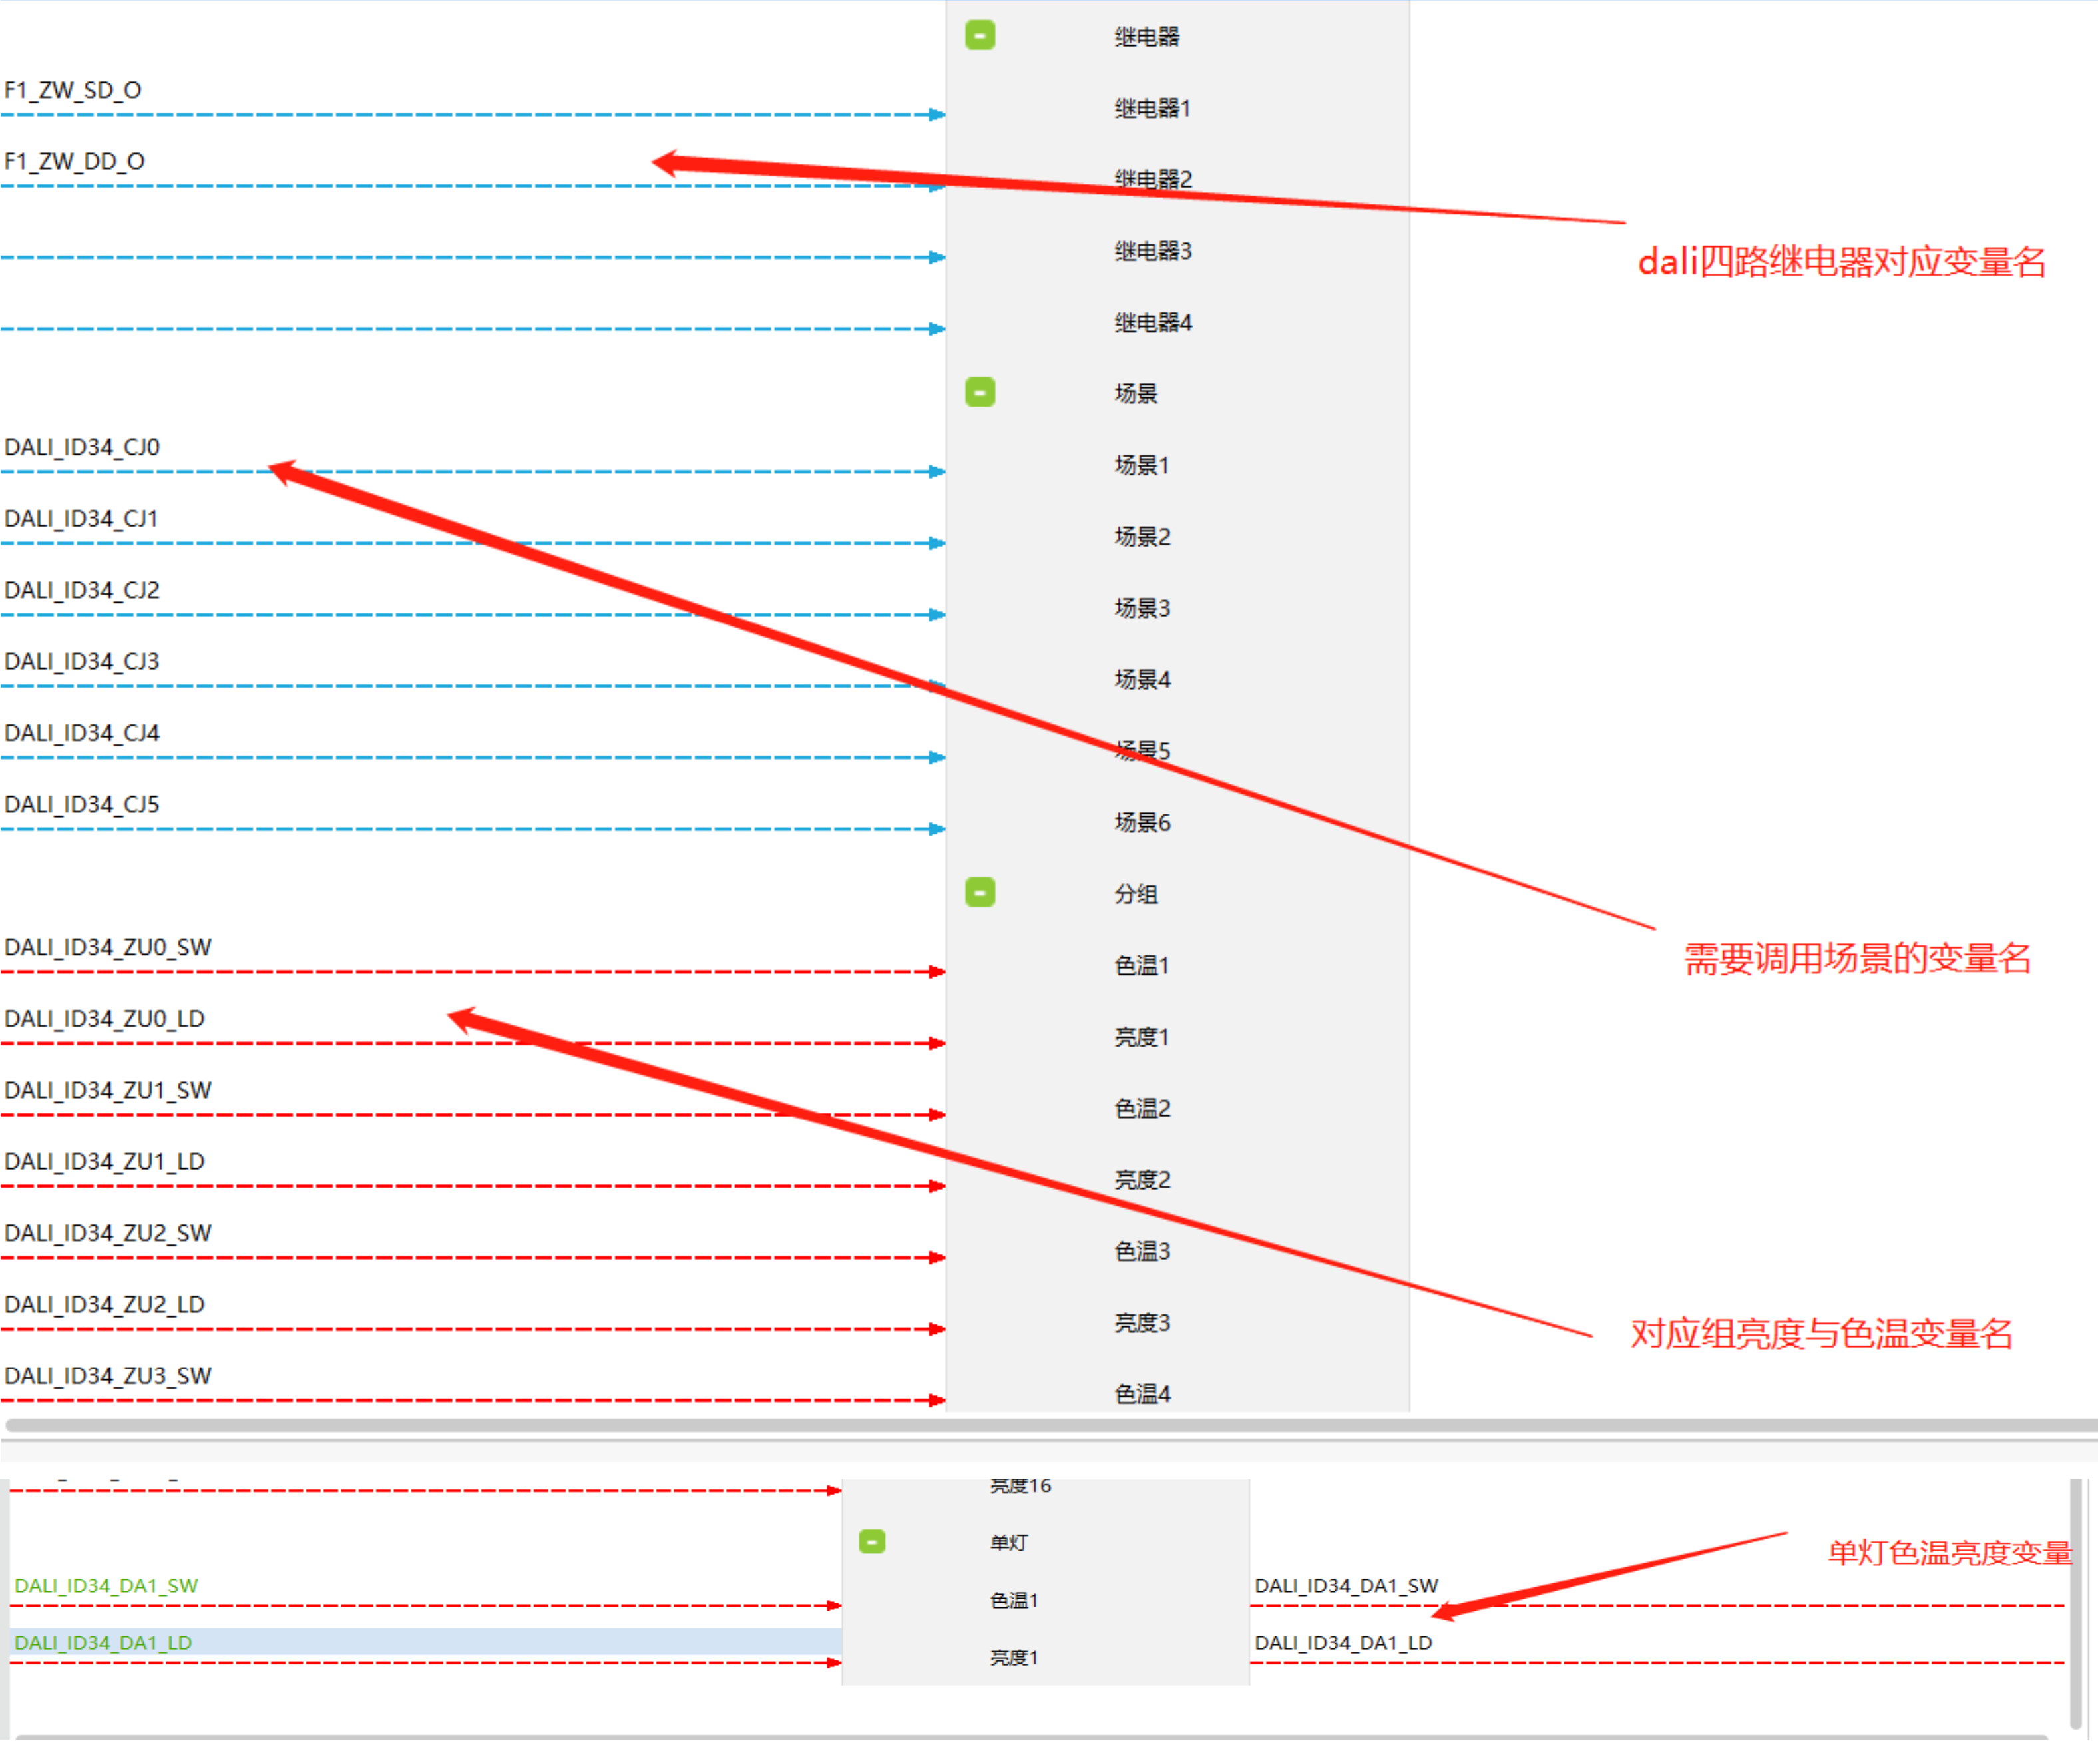 继电器
F1_ZW_SD_O
继电器1
F1_ZW_DD_O
继电器2
dali四路继电器对应变量名
继电器3
继电器4
场景
DALI_ID34_CJ0
场景1
DALI_ID34_CJ1
场景2
DALI_ID34_CJ2
场景3
DALI_ID34_CJ3
场景4
DALI_ID34_CJ4
场景5
DALI_ID34_CJ5
场景6
分组
DALI_ID34_ZU0_SW
色温1
需要调用场景的变量名
DALI_ID34_ZU0_LD
亮度1
DALI_ID34_ZU1_SW
色温2
DALI_ID34_ZU1_LD
亮度2
DALI_ID34_ZU2_SW
色温3
DALI_ID34_ZU2_LD
亮度3
对应组亮度与色温变量名
DALI_ID34_ZU3_SW
色温4
亮度16
单灯
单灯色温亮度变量
DALI_ID34_DA1_SW
色温1
DALI_ID34_DA1_SW
DALI_ID34_DA1_LD
亮度1
DALI_ID34_DA1_LD